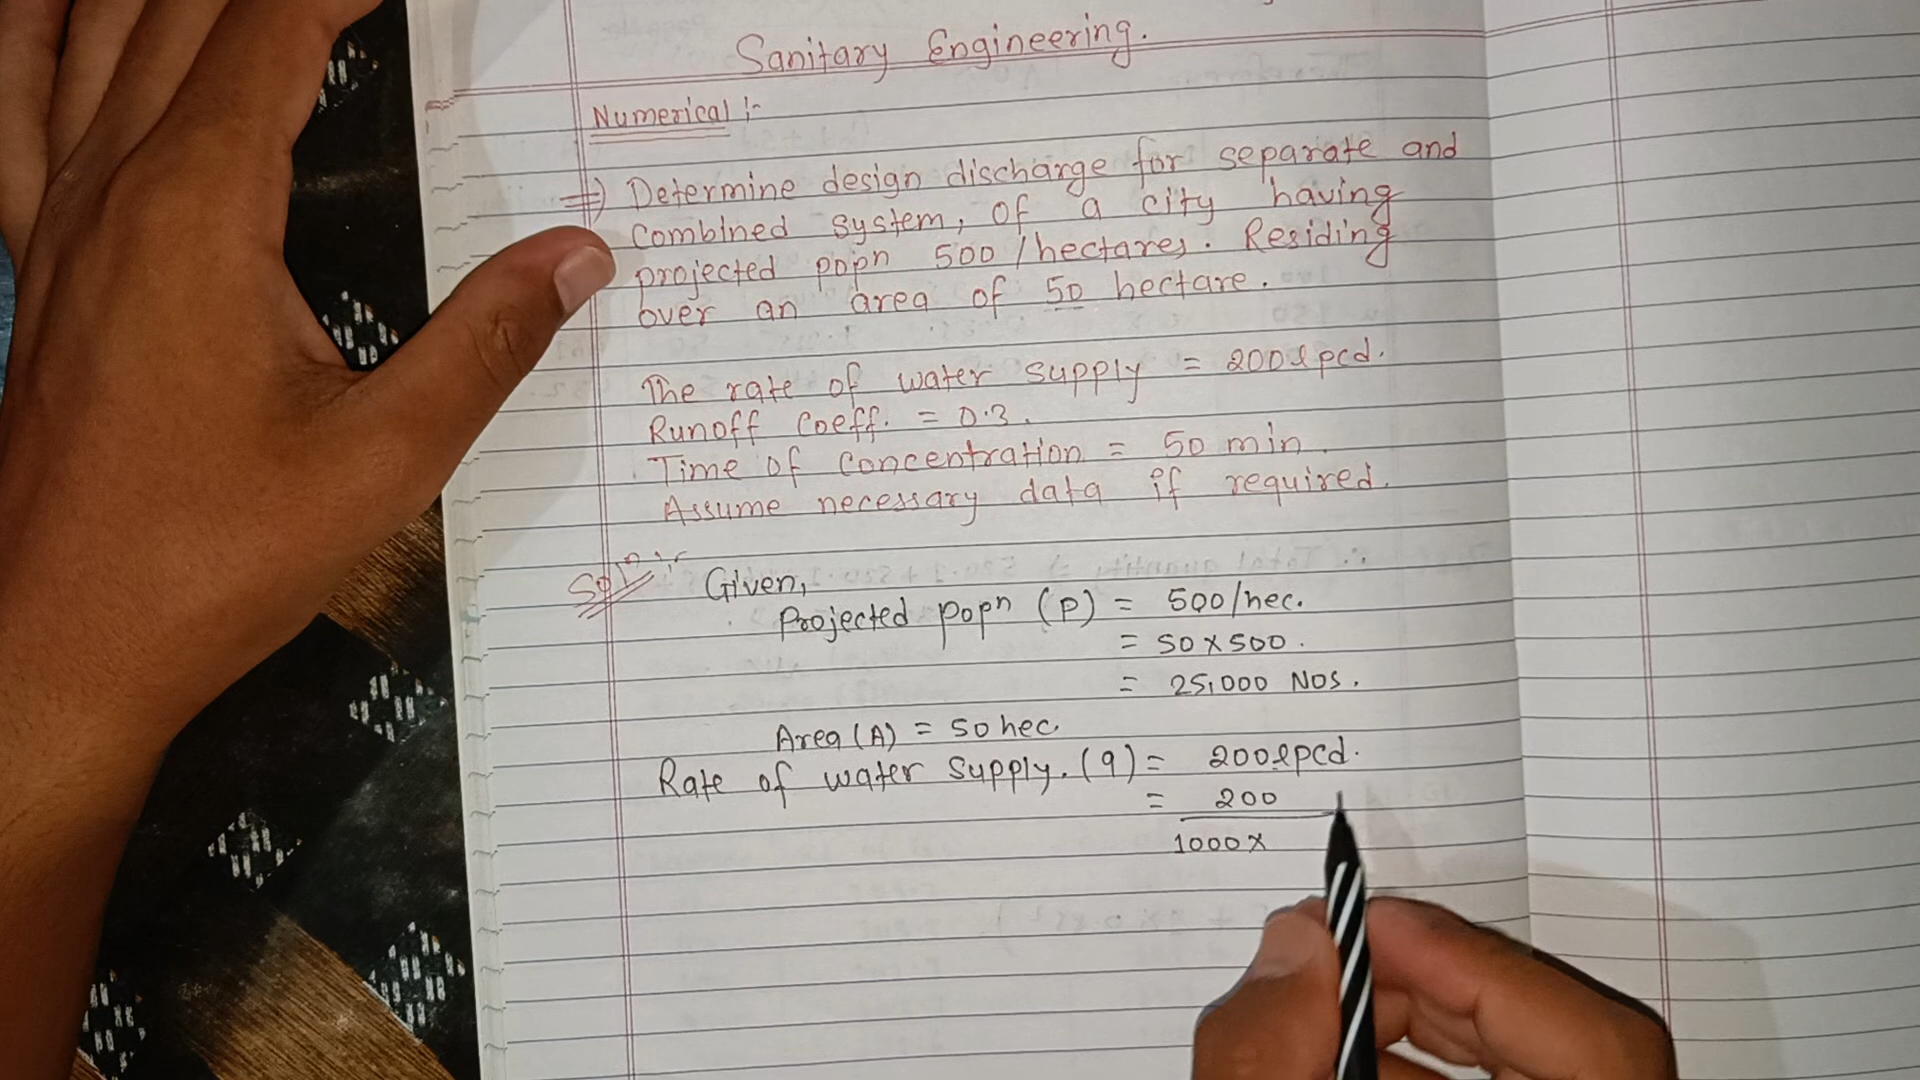 Sanitary Engineering.
Numerical :-
⇒) Determine design discharge for separate and
combined system, of a city having
projected popn 500 / hectares. Residing
over an area of 50 hectare.
The rate of water supply = 200 lpcd.
Runoff coeff. = 0.3.
Time of concentration = 50 min.
Assume necessary data if required.
Soln :- Given,
Projected popn (P) = 500/hec.
= 50 x 500.
= 25,000 Nos.
Area (A) = 50 hec.
Rate of water supply. (q) = 200 lpcd.
= 200
1000 x